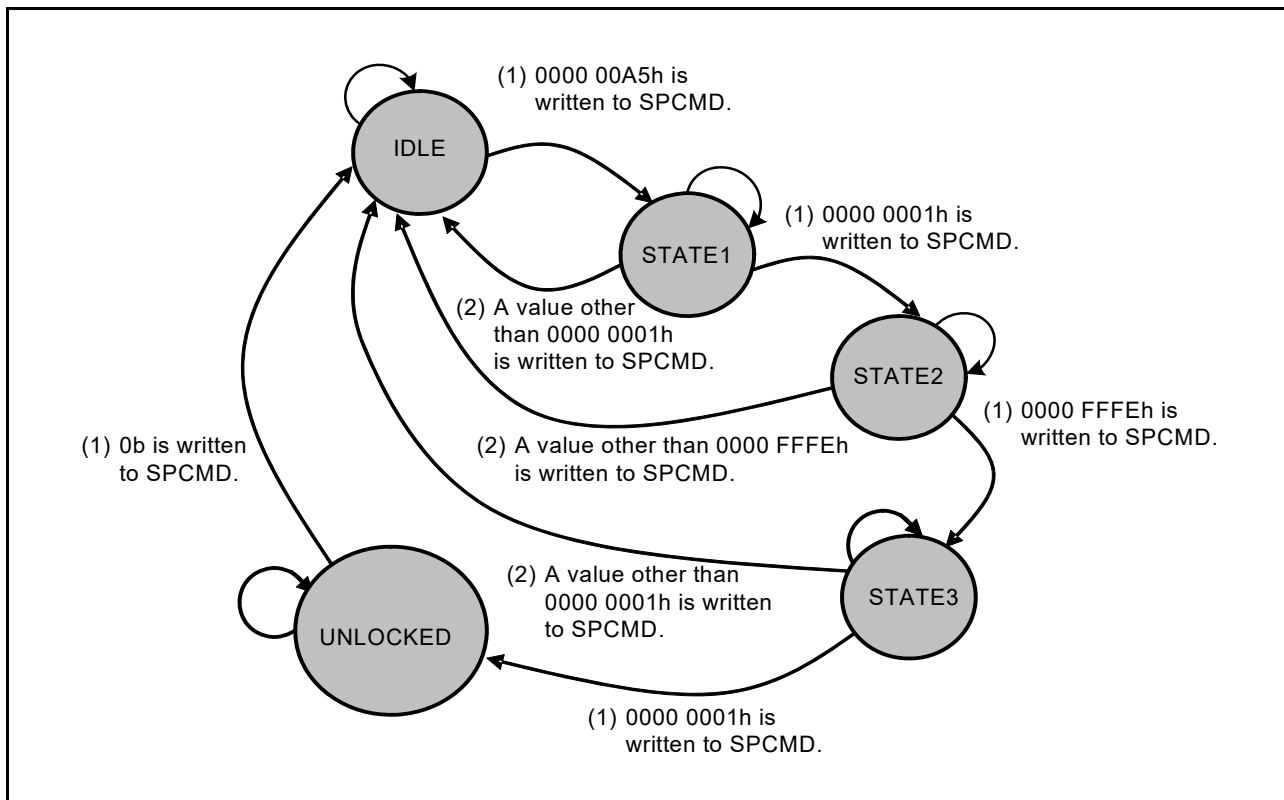 (1) 0000 00A5h is
written to SPCMD.
IDLE
(1) 0000 0001h is
written to SPCMD.
STATE1
(2) A value other
than 0000 0001h
is written to SPCMD.
STATE2
(1) 0000 FFFEh is
written to SPCMD.
(1) 0b is written
to SPCMD.
(2) A value other than 0000 FFFEh
is written to SPCMD.
(2) A value other than
0000 0001h is written
to SPCMD.
STATE3
UNLOCKED
(1) 0000 0001h is
written to SPCMD.